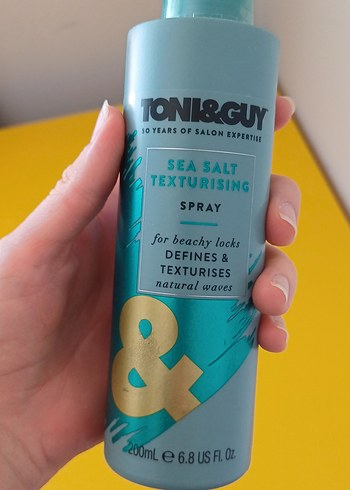 TONI&GUY
50 YEARS OF SALON EXPERTISE
SEA SALT
TEXTURISING
SPRAY
for beachy locks
DEFINES &
TEXTURISES
natural waves
&
200mL ℮ 6.8 US Fl. Oz.